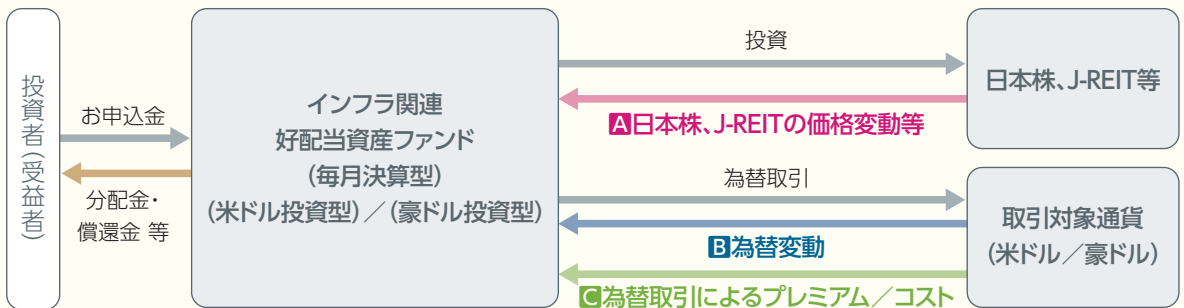 投資者（受益者）
お申込金
分配金・
償還金 等
インフラ関連
好配当資産ファンド
（毎月決算型）
（米ドル投資型）／（豪ドル投資型）
投資
A日本株、J-REITの価格変動等
為替取引
B為替変動
C為替取引によるプレミアム／コスト
日本株、J-REIT等
取引対象通貨
（米ドル／豪ドル）